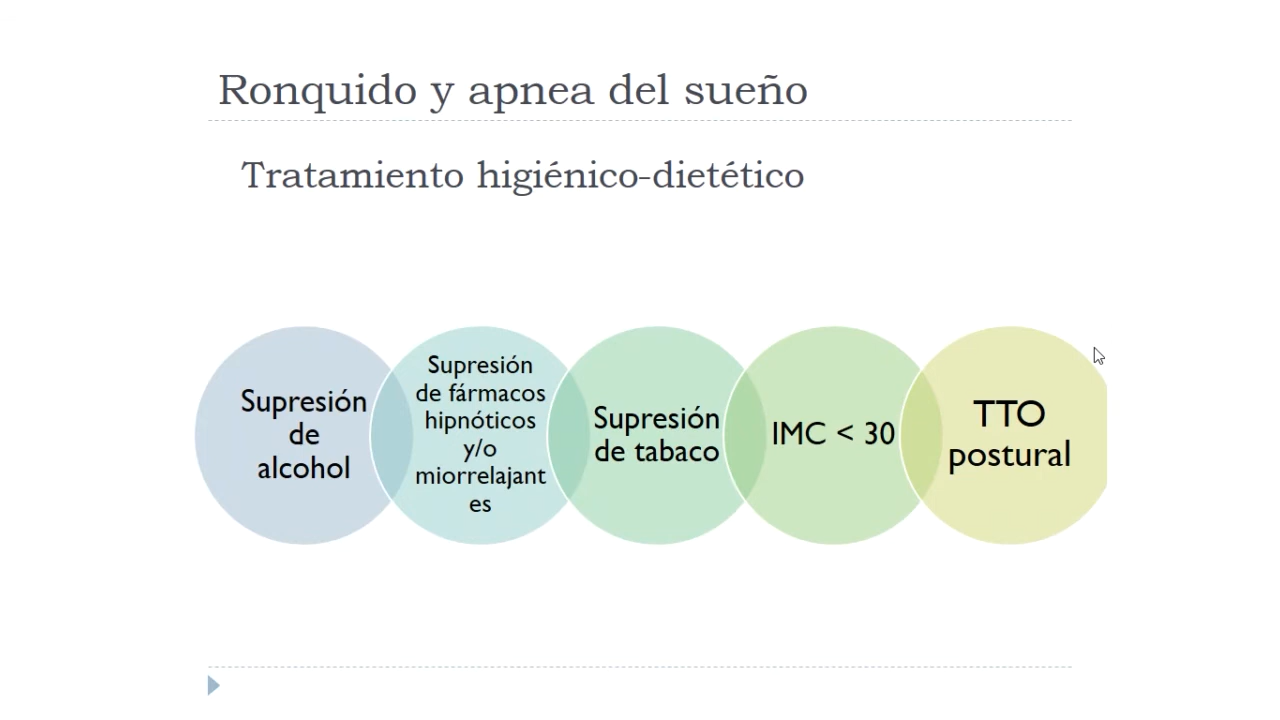 Ronquido y apnea del sueño
Tratamiento higiénico-dietético
Supresión
de
alcohol
Supresión
de fármacos
hipnóticos
y/o
miorrelajant
es
Supresión
de tabaco
IMC < 30
TTO
postural